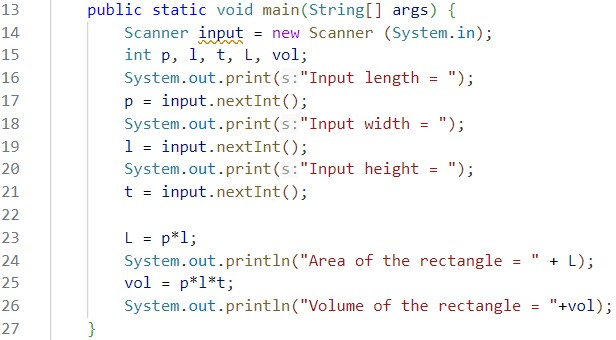 13 public static void main(String[] args) {
14 Scanner input = new Scanner (System.in);
15 int p, l, t, L, vol;
16 System.out.print(s:"Input length = ");
17 p = input.nextInt();
18 System.out.print(s:"Input width = ");
19 l = input.nextInt();
20 System.out.print(s:"Input height = ");
21 t = input.nextInt();
22
23 L = p*l;
24 System.out.println("Area of the rectangle = " + L);
25 vol = p*l*t;
26 System.out.println("Volume of the rectangle = "+vol);
27 }